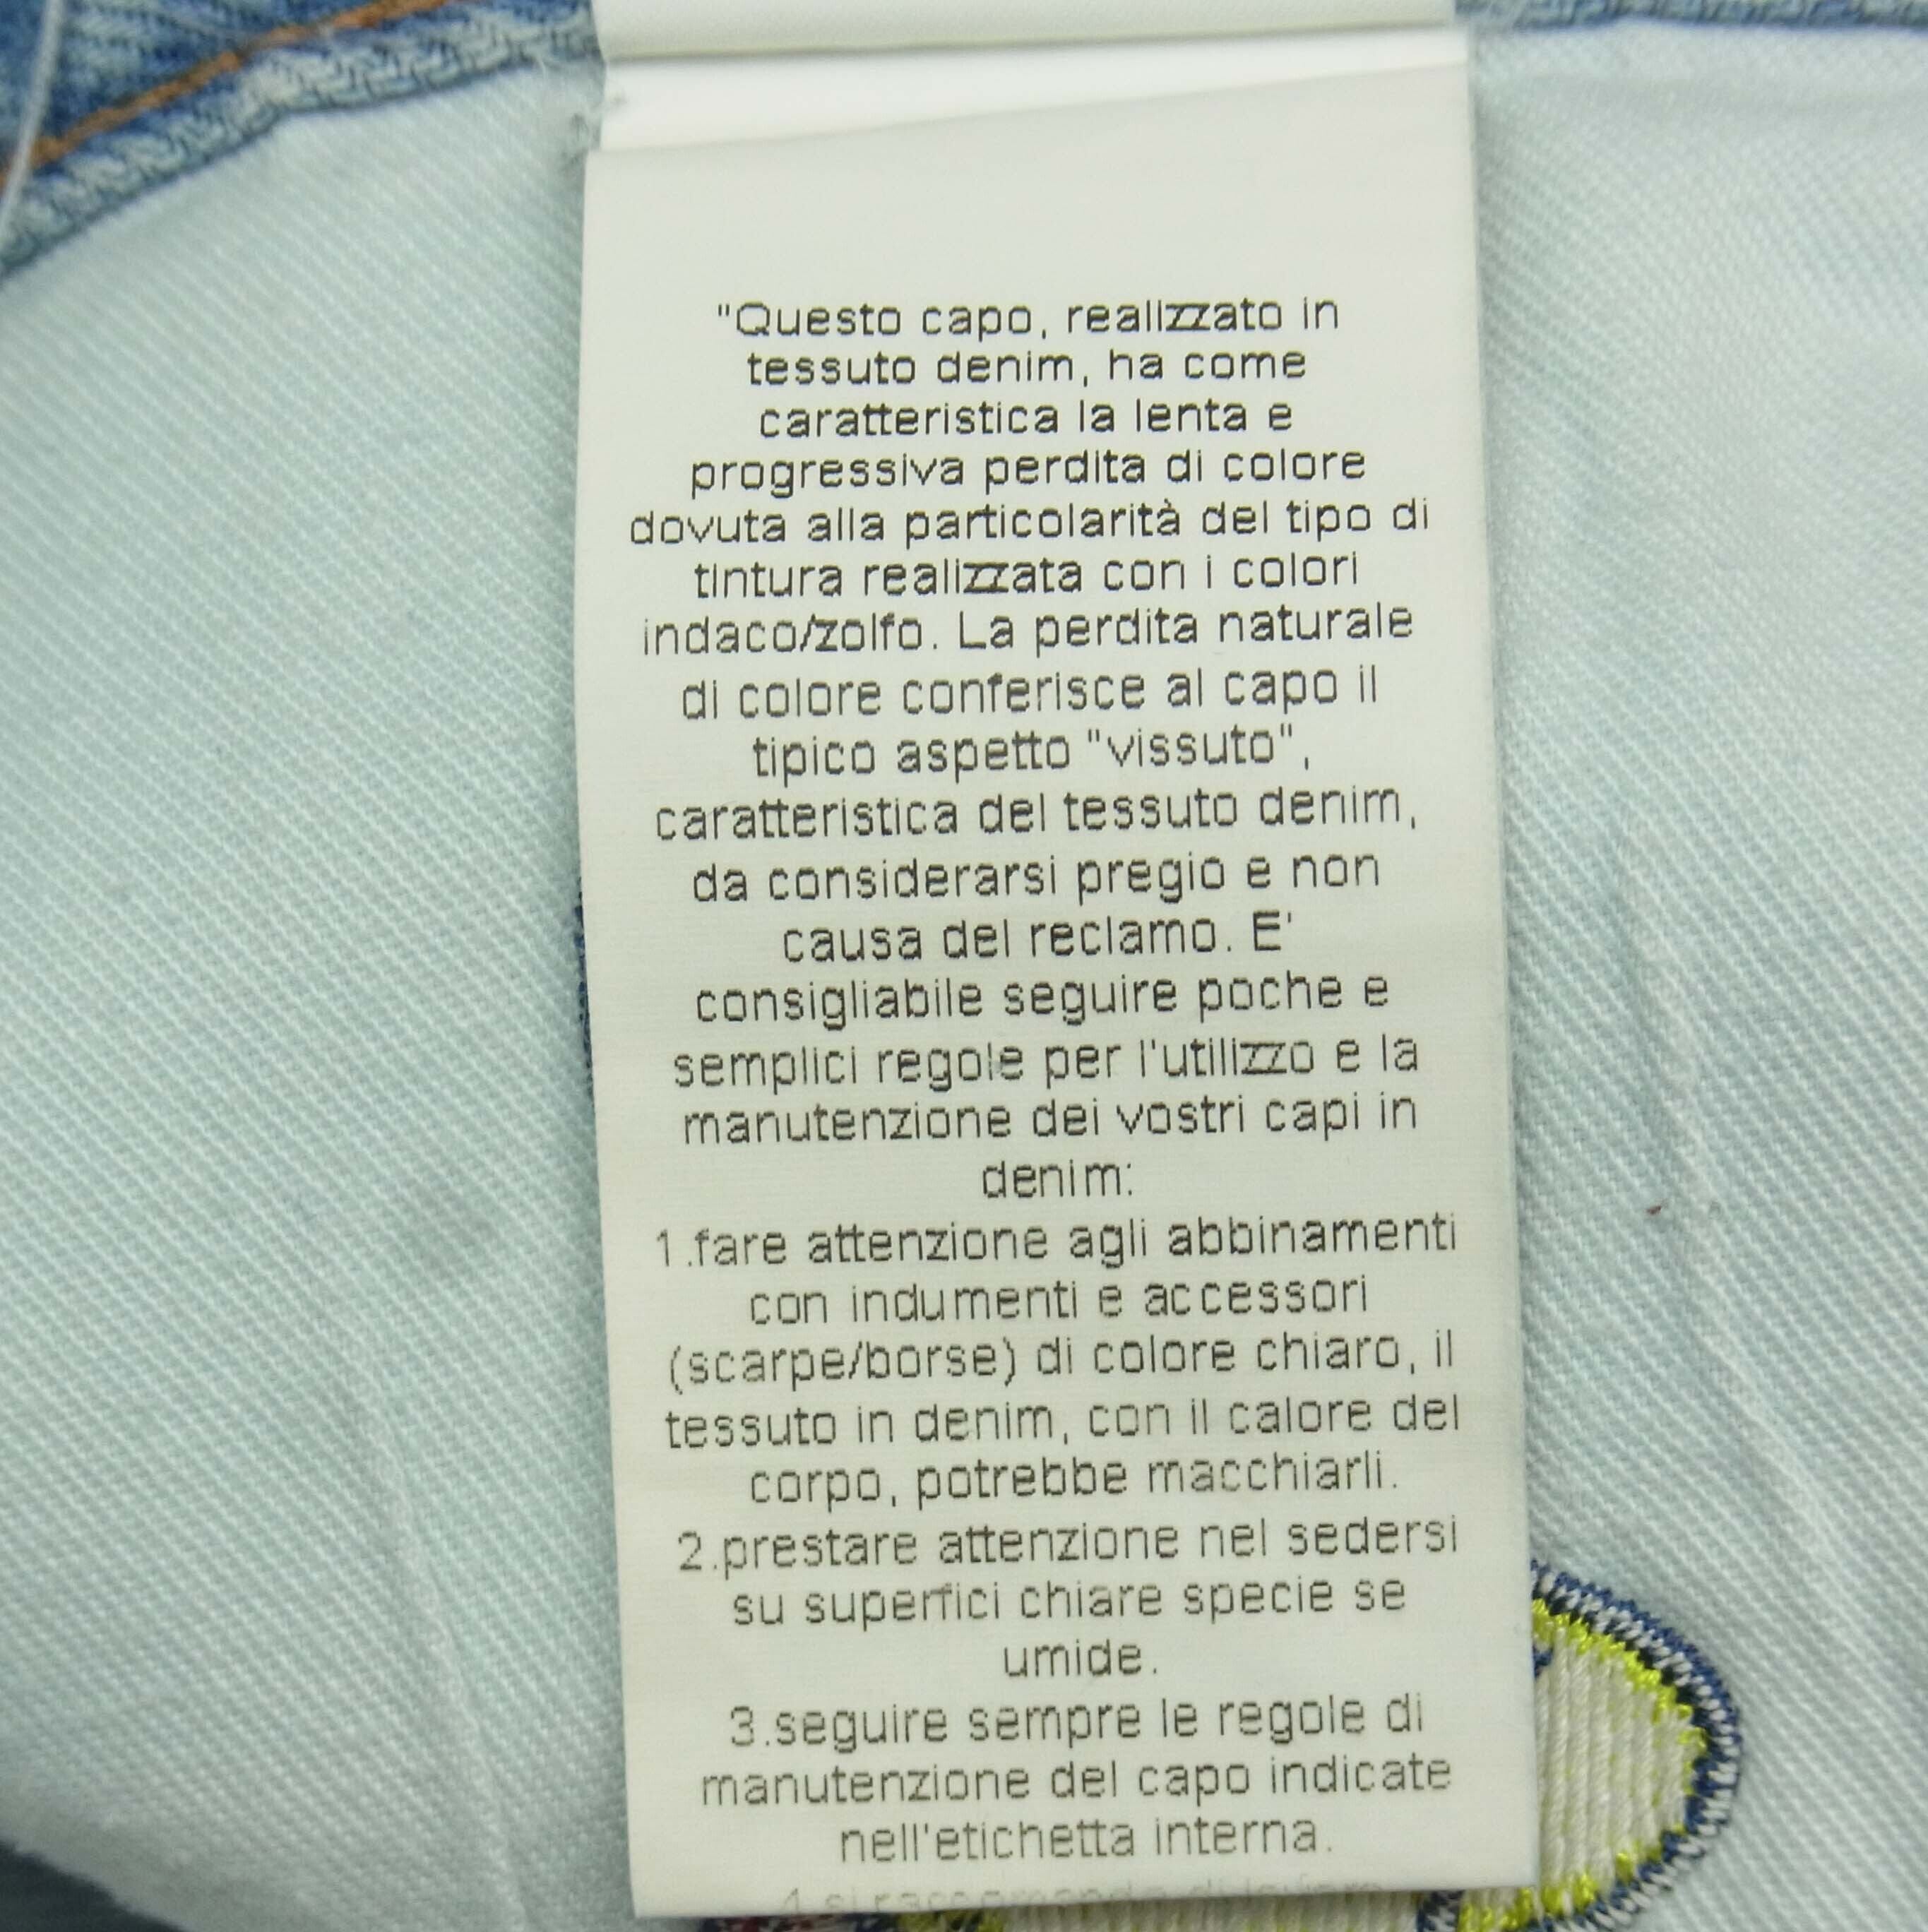 "Questo capo, realizzato in
tessuto denim, ha come
caratteristica la lenta e
progressiva perdita di colore
dovuta alla particolarità del tipo di
tintura realizzata con i colori
indaco/zolfo. La perdita naturale
di colore conferisce al capo il
tipico aspetto "vissuto",
caratteristica del tessuto denim,
da considerarsi pregio e non
causa del reclamo. E'
consigliabile seguire poche e
semplici regole per l'utilizzo e la
manutenzione dei vostri capi in
denim:
1.fare attenzione agli abbinamenti
con indumenti e accessori
(scarpe/borse) di colore chiaro, il
tessuto in denim, con il calore del
corpo, potrebbe macchiarli.
2.prestare attenzione nel sedersi
su superfici chiare specie se
umide.
3.seguire sempre le regole di
manutenzione del capo indicate
nell'etichetta interna.
4.si raccomanda di